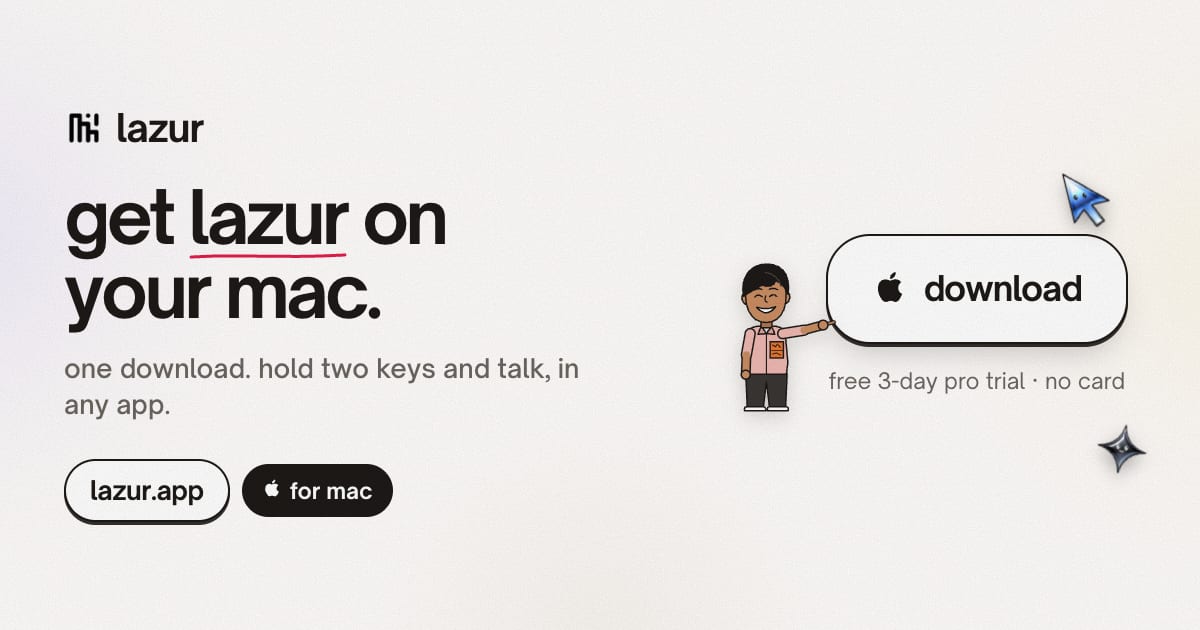 lazur
get lazur on
your mac.
one download. hold two keys and talk, in
any app.
lazur.app
for mac
download
free 3-day pro trial · no card